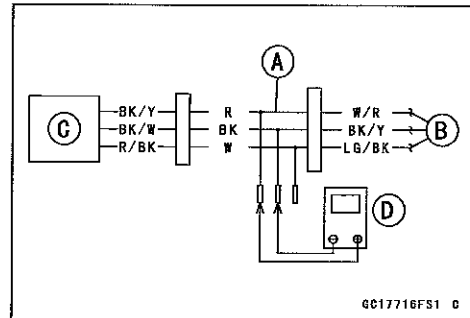 A
BK/Y R W/R
C BK/W BK BK/Y B
R/BK W LG/BK
D
⊖ ⊕
GC17716FS1 C